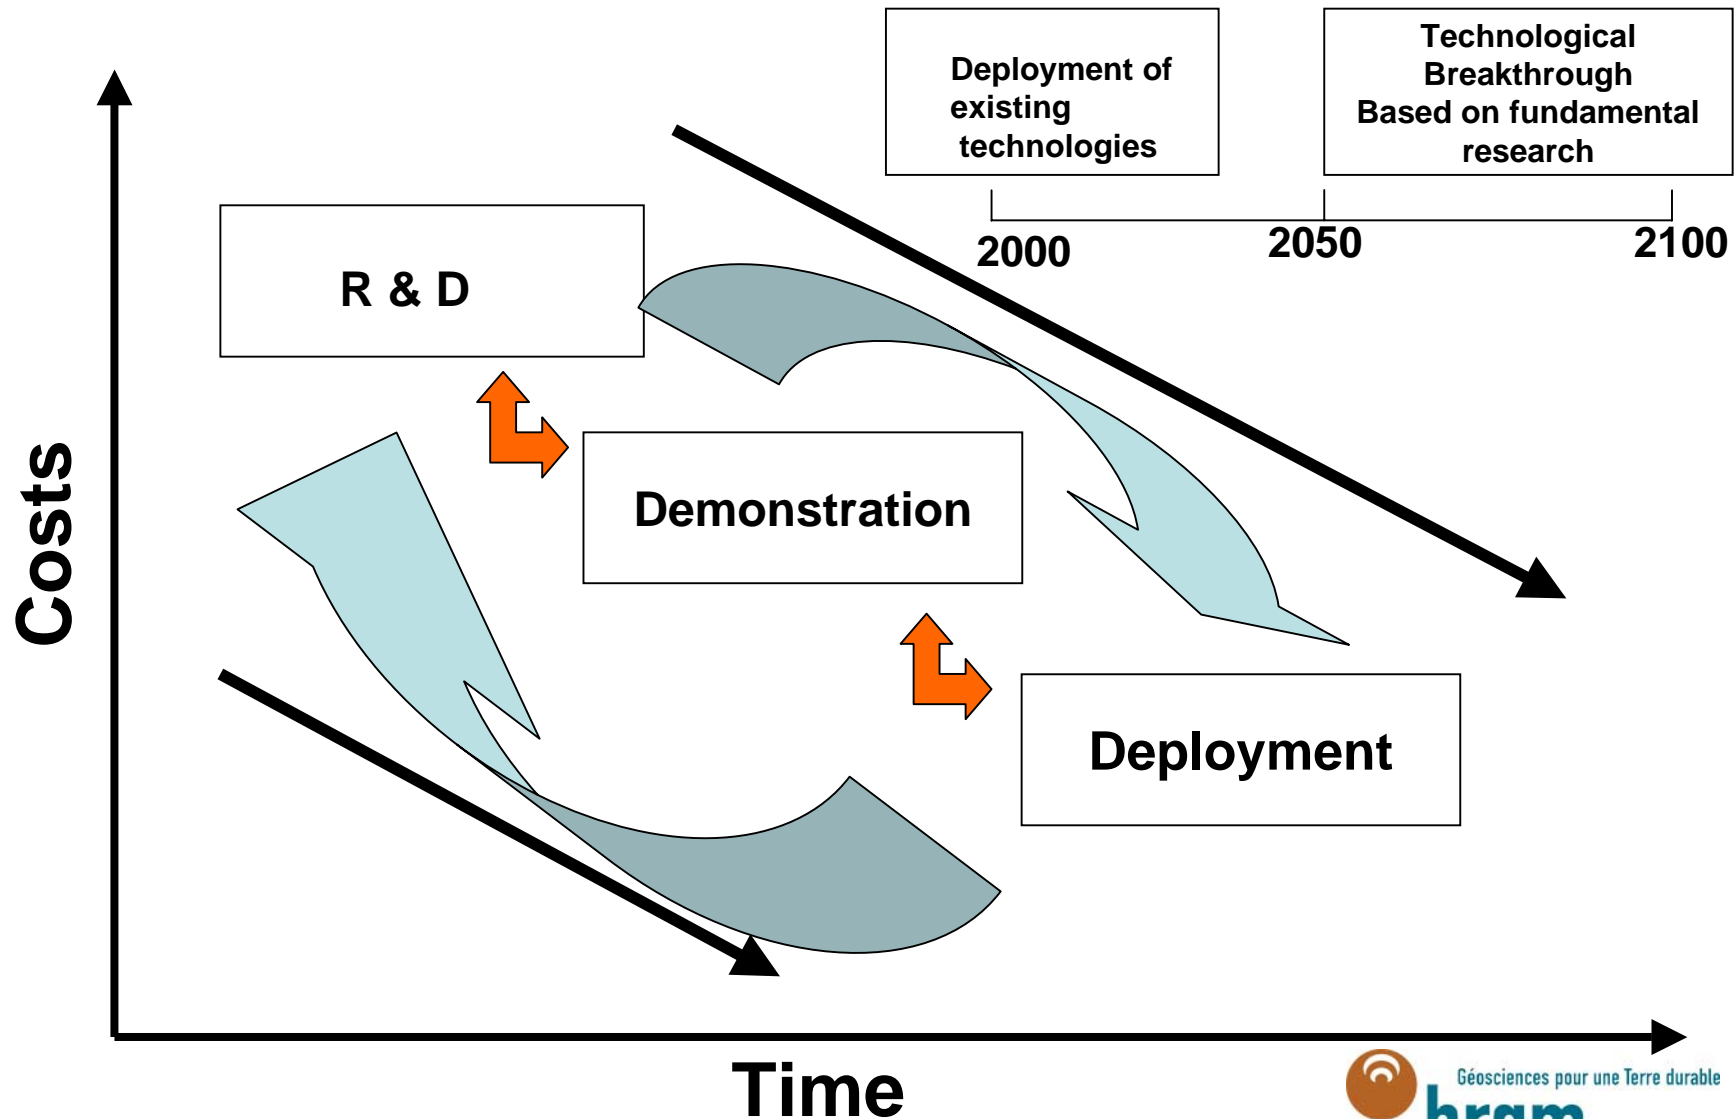 Deployment of
existing
technologies
Technological
Breakthrough
Based on fundamental
research
2000
2050
2100
R & D
Demonstration
Deployment
Costs
Time
Géosciences pour une Terre durable
brgm